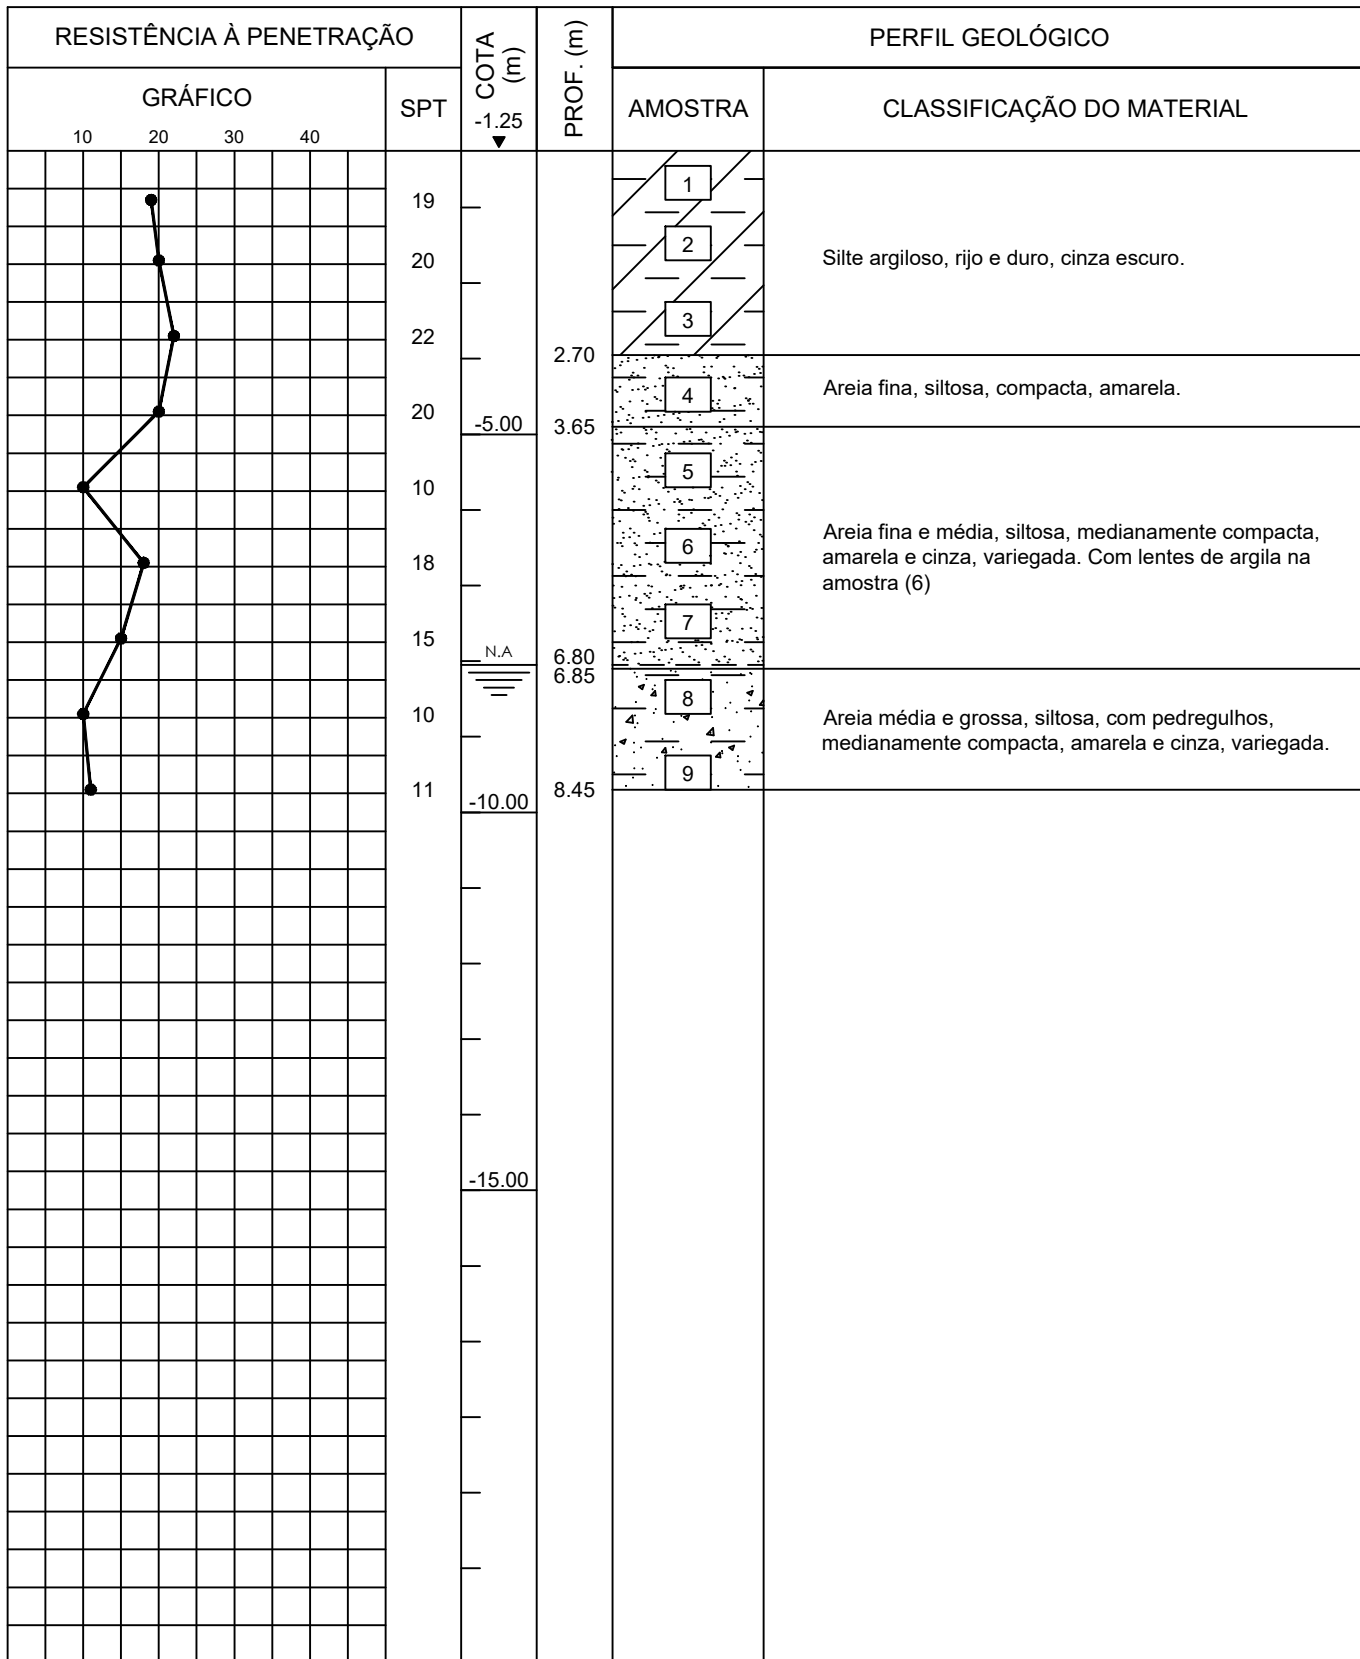 RESISTÊNCIA À PENETRAÇÃO
COTA
(m)
-1.25
PROF. (m)
PERFIL GEOLÓGICO
GRÁFICO
10 20 30 40
SPT
AMOSTRA
CLASSIFICAÇÃO DO MATERIAL
1
19
2
20
Silte argiloso, rijo e duro, cinza escuro.
3
22
2.70
4
Areia fina, siltosa, compacta, amarela.
20
-5.00
3.65
5
10
6
Areia fina e média, siltosa, medianamente compacta,
amarela e cinza, variegada. Com lentes de argila na
amostra (6)
18
7
15
N.A
6.80
6.85
8
10
Areia média e grossa, siltosa, com pedregulhos,
medianamente compacta, amarela e cinza, variegada.
9
11
8.45
-10.00
-15.00